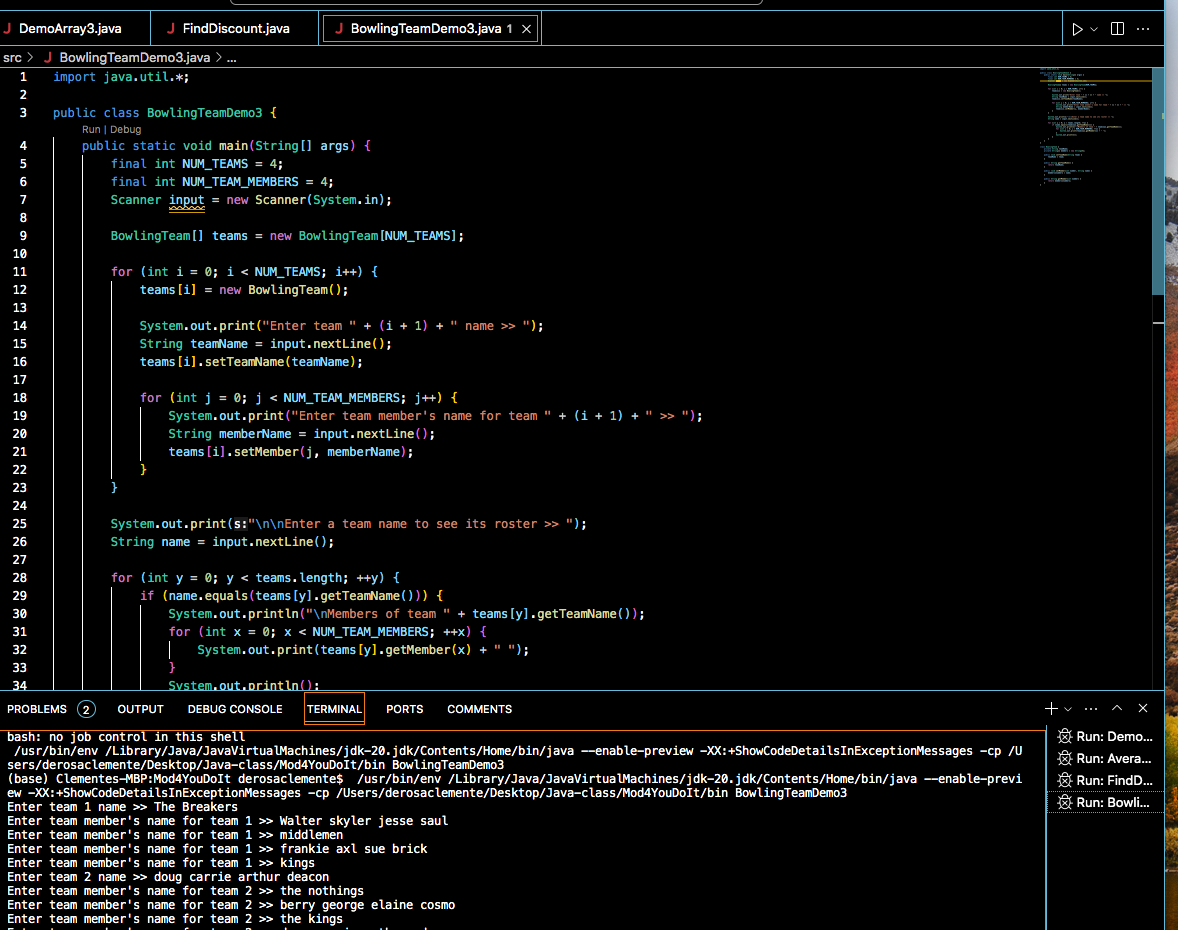 DemoArray3.java FindDiscount.java BowlingTeamDemo3.java 1
src > BowlingTeamDemo3.java > ...
1 import java.util.*;
2
3 public class BowlingTeamDemo3 {
Run | Debug
4 public static void main(String[] args) {
5 final int NUM_TEAMS = 4;
6 final int NUM_TEAM_MEMBERS = 4;
7 Scanner input = new Scanner(System.in);
8
9 BowlingTeam[] teams = new BowlingTeam[NUM_TEAMS];
10
11 for (int i = 0; i < NUM_TEAMS; i++) {
12 teams[i] = new BowlingTeam();
13
14 System.out.print("Enter team " + (i + 1) + " name >> ");
15 String teamName = input.nextLine();
16 teams[i].setTeamName(teamName);
17
18 for (int j = 0; j < NUM_TEAM_MEMBERS; j++) {
19 System.out.print("Enter team member's name for team " + (i + 1) + " >> ");
20 String memberName = input.nextLine();
21 teams[i].setMember(j, memberName);
22 }
23 }
24
25 System.out.print(s:"\n\nEnter a team name to see its roster >> ");
26 String name = input.nextLine();
27
28 for (int y = 0; y < teams.length; ++y) {
29 if (name.equals(teams[y].getTeamName())) {
30 System.out.println("\nMembers of team " + teams[y].getTeamName());
31 for (int x = 0; x < NUM_TEAM_MEMBERS; ++x) {
32 System.out.print(teams[y].getMember(x) + " ");
33 }
34 System.out.println();
PROBLEMS 2 OUTPUT DEBUG CONSOLE TERMINAL PORTS COMMENTS
bash: no job control in this shell
/usr/bin/env /Library/Java/JavaVirtualMachines/jdk-20.jdk/Contents/Home/bin/java --enable-preview -XX:+ShowCodeDetailsInExceptionMessages -cp /U
sers/derosaclemente/Desktop/Java-class/Mod4YouDoIt/bin BowlingTeamDemo3
(base) Clementes-MBP:Mod4YouDoIt derosaclemente$ /usr/bin/env /Library/Java/JavaVirtualMachines/jdk-20.jdk/Contents/Home/bin/java --enable-previ
ew -XX:+ShowCodeDetailsInExceptionMessages -cp /Users/derosaclemente/Desktop/Java-class/Mod4YouDoIt/bin BowlingTeamDemo3
Enter team 1 name >> The Breakers
Enter team member's name for team 1 >> Walter skyler jesse saul
Enter team member's name for team 1 >> middlemen
Enter team member's name for team 1 >> frankie axl sue brick
Enter team member's name for team 1 >> kings
Enter team 2 name >> doug carrie arthur deacon
Enter team member's name for team 2 >> the nothings
Enter team member's name for team 2 >> berry george elaine cosmo
Enter team member's name for team 2 >> the kings
Run: Demo...
Run: Avera...
Run: FindD...
Run: Bowli...